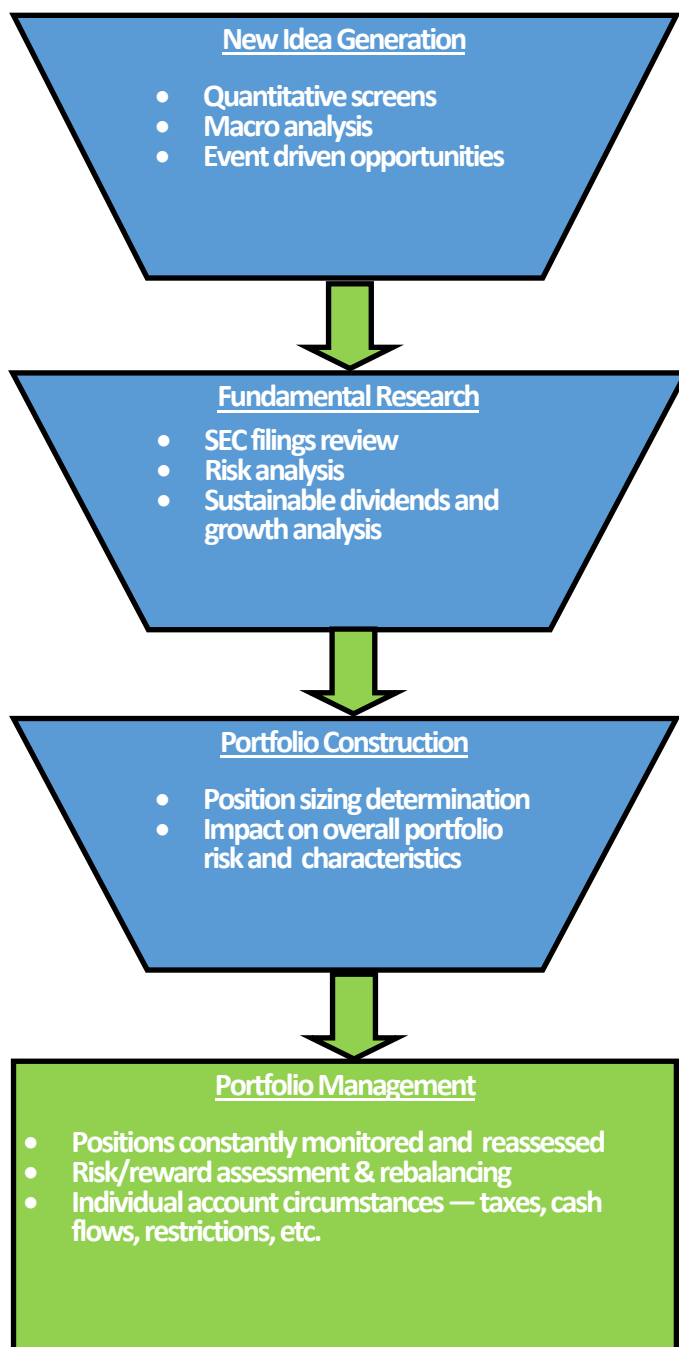 New Idea Generation
• Quantitative screens
• Macro analysis
• Event driven opportunities
Fundamental Research
• SEC filings review
• Risk analysis
• Sustainable dividends and
growth analysis
Portfolio Construction
• Position sizing determination
• Impact on overall portfolio
risk and characteristics
Portfolio Management
• Positions constantly monitored and reassessed
• Risk/reward assessment & rebalancing
• Individual account circumstances — taxes, cash
flows, restrictions, etc.